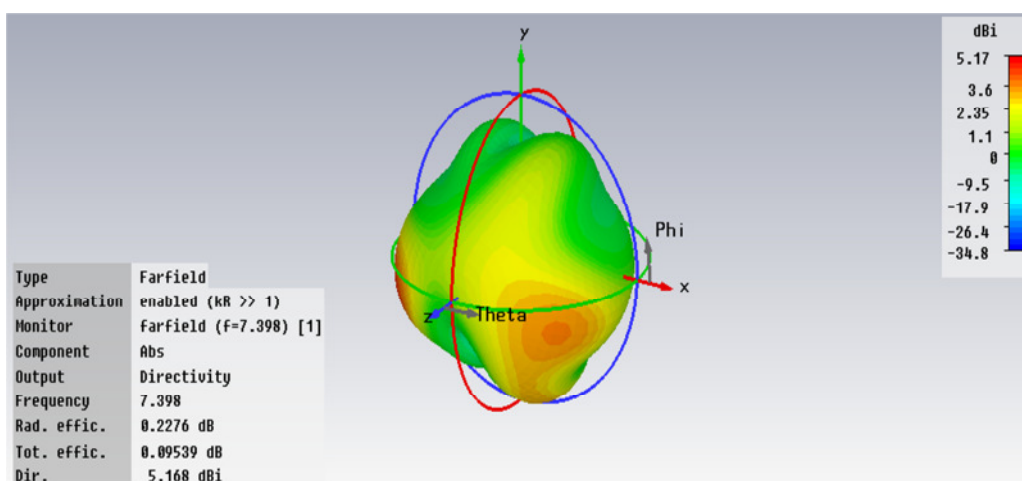 y
dBi
5.17
3.6
2.35
1.1
0
-9.5
-17.9
-26.4
-34.8
Phi
x
z
Theta
Type Farfield
Approximation enabled (kR >> 1)
Monitor Farfield (f=7.398) [1]
Component Abs
Output Directivity
Frequency 7.398
Rad. effic. 0.2276 dB
Tot. effic. 0.09539 dB
Dir. 5.168 dBi